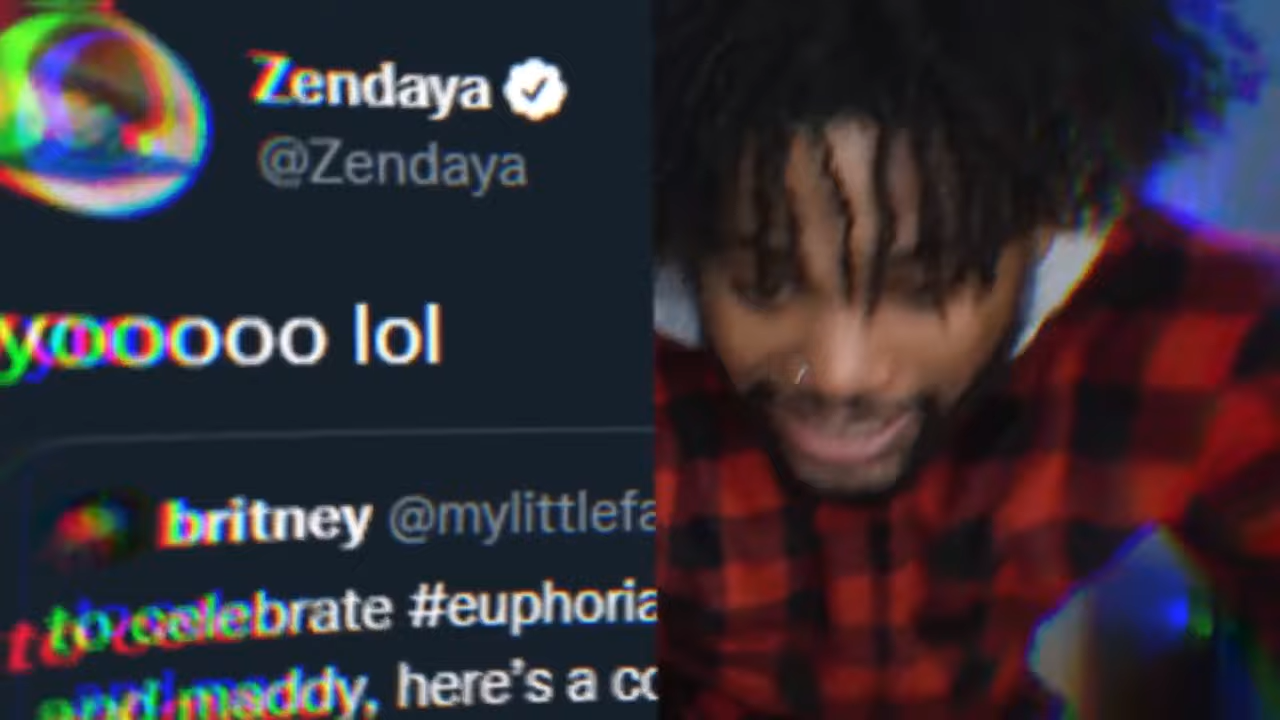 Zendaya
@Zendaya
yooooo lol
britney @mylittlefa
to celebrate #euphoria
and maddy, here's a co